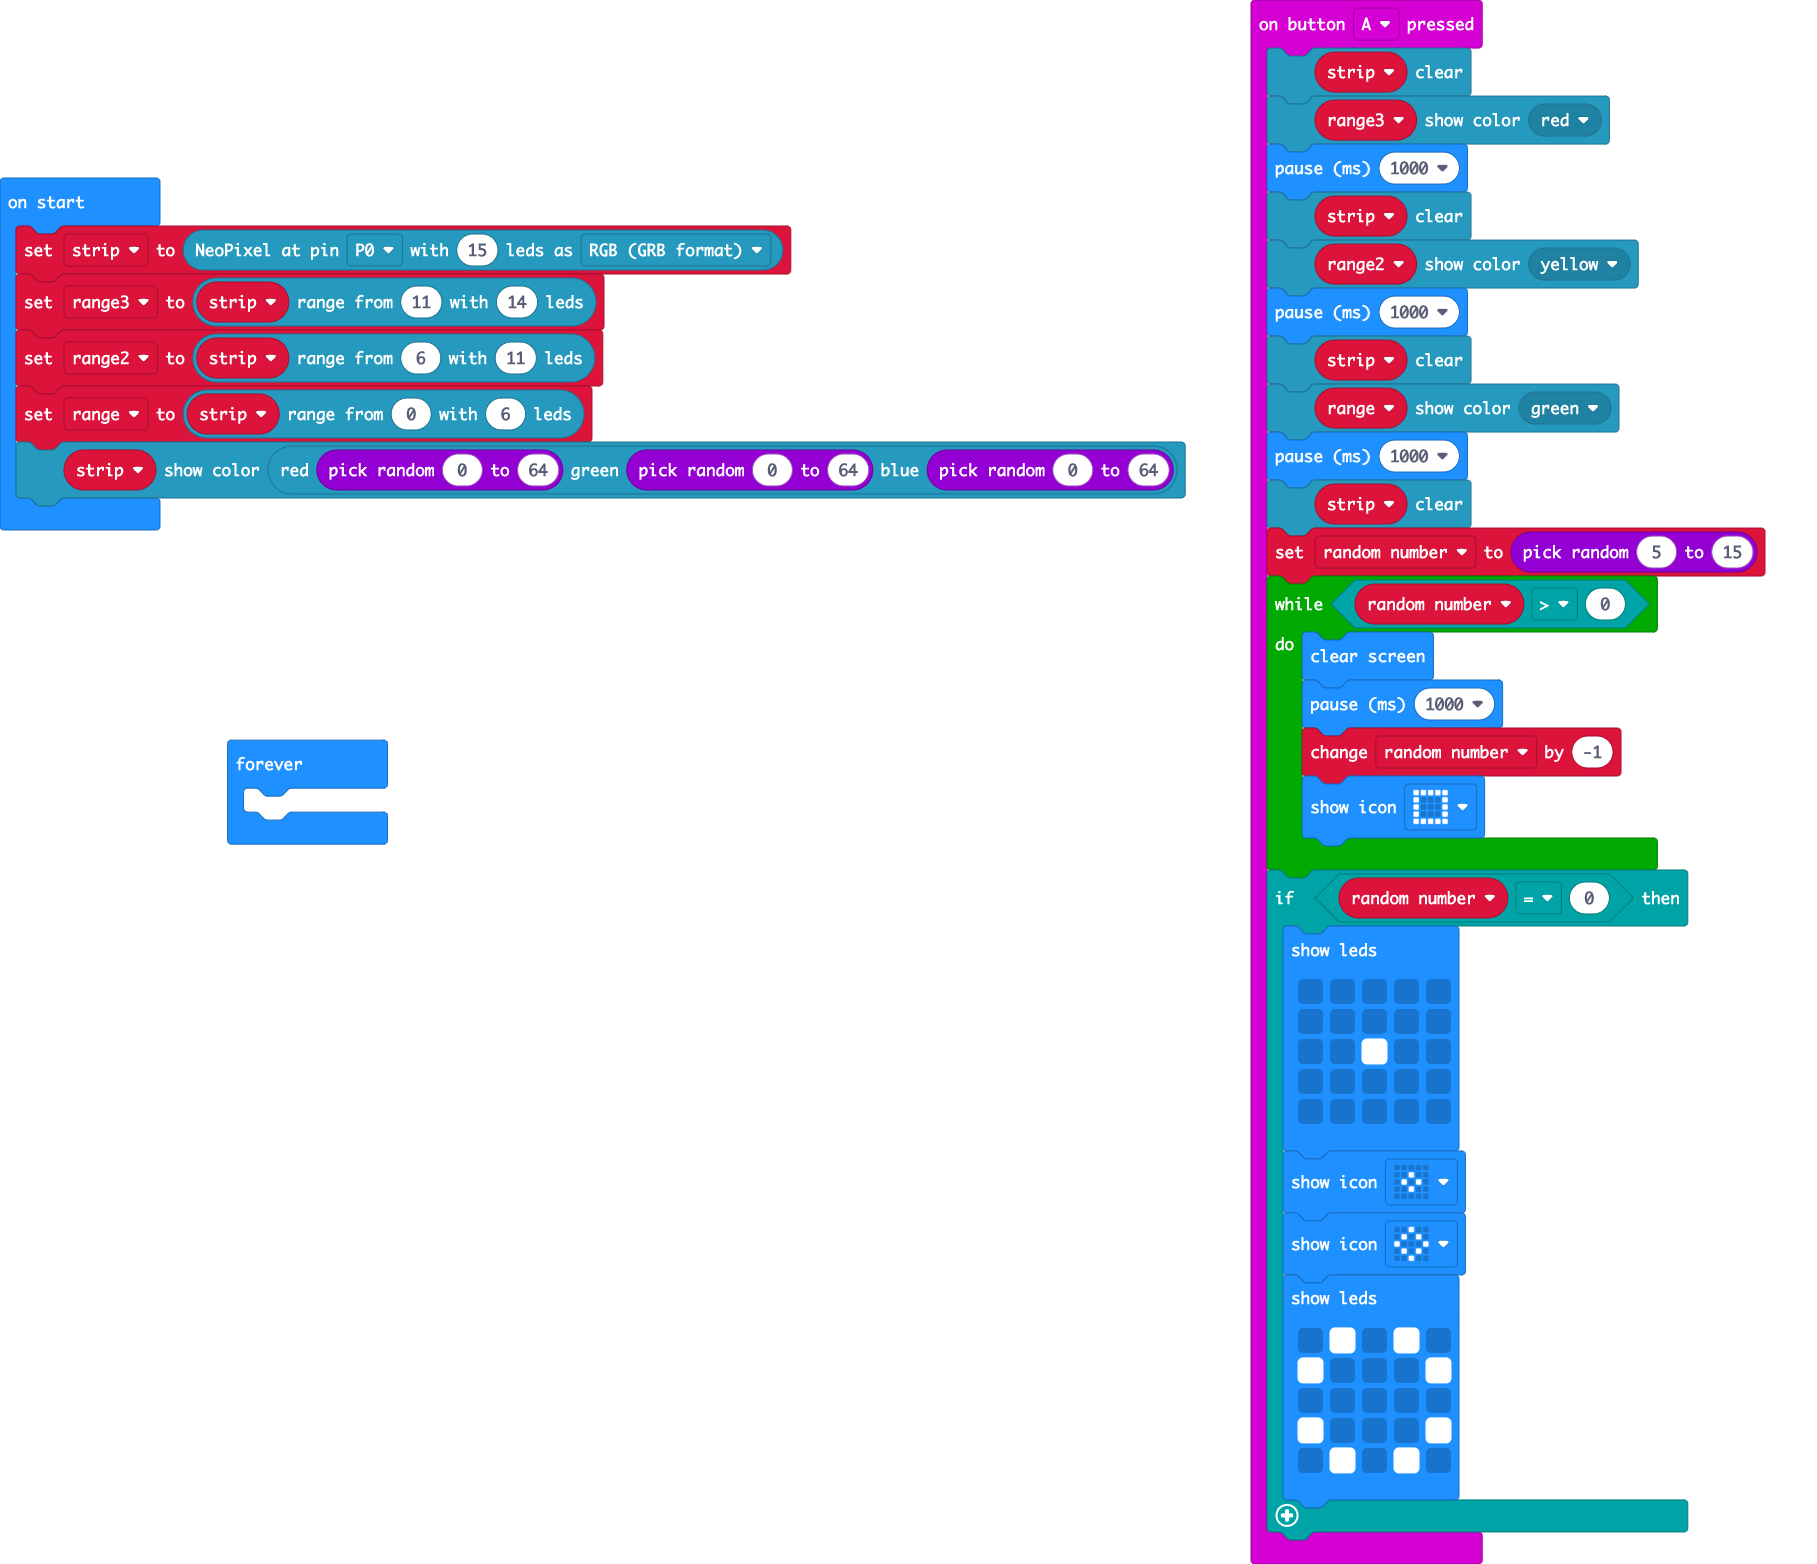 on start
set strip to NeoPixel at pin P0 with 15 leds as RGB (GRB format)
set range3 to strip range from 11 with 14 leds
set range2 to strip range from 6 with 11 leds
set range to strip range from 0 with 6 leds
strip show color red pick random 0 to 64 green pick random 0 to 64 blue pick random 0 to 64
forever
on button A pressed
strip clear
range3 show color red
pause (ms) 1000
strip clear
range2 show color yellow
pause (ms) 1000
strip clear
range show color green
pause (ms) 1000
strip clear
set random number to pick random 5 to 15
while random number > 0
do
clear screen
pause (ms) 1000
change random number by -1
show icon
if random number = 0 then
show leds
show icon
show icon
show leds